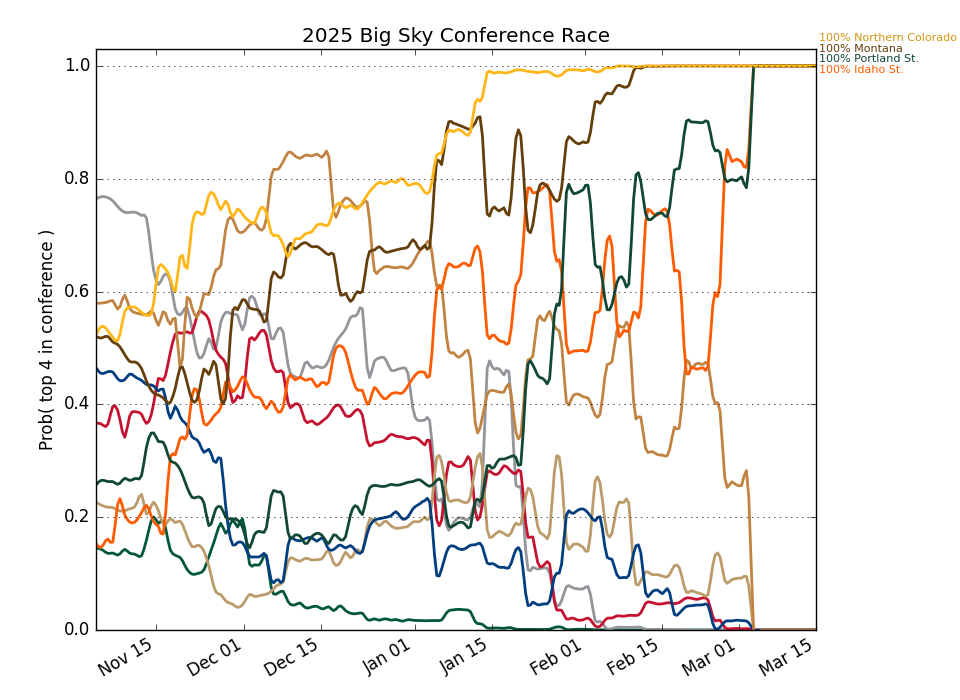 2025 Big Sky Conference Race
100% Northern Colorado
100% Montana
100% Portland St.
100% Idaho St.
Prob( top 4 in conference )
1.0
0.8
0.6
0.4
0.2
0.0
Nov 15
Dec 01
Dec 15
Jan 01
Jan 15
Feb 01
Feb 15
Mar 01
Mar 15